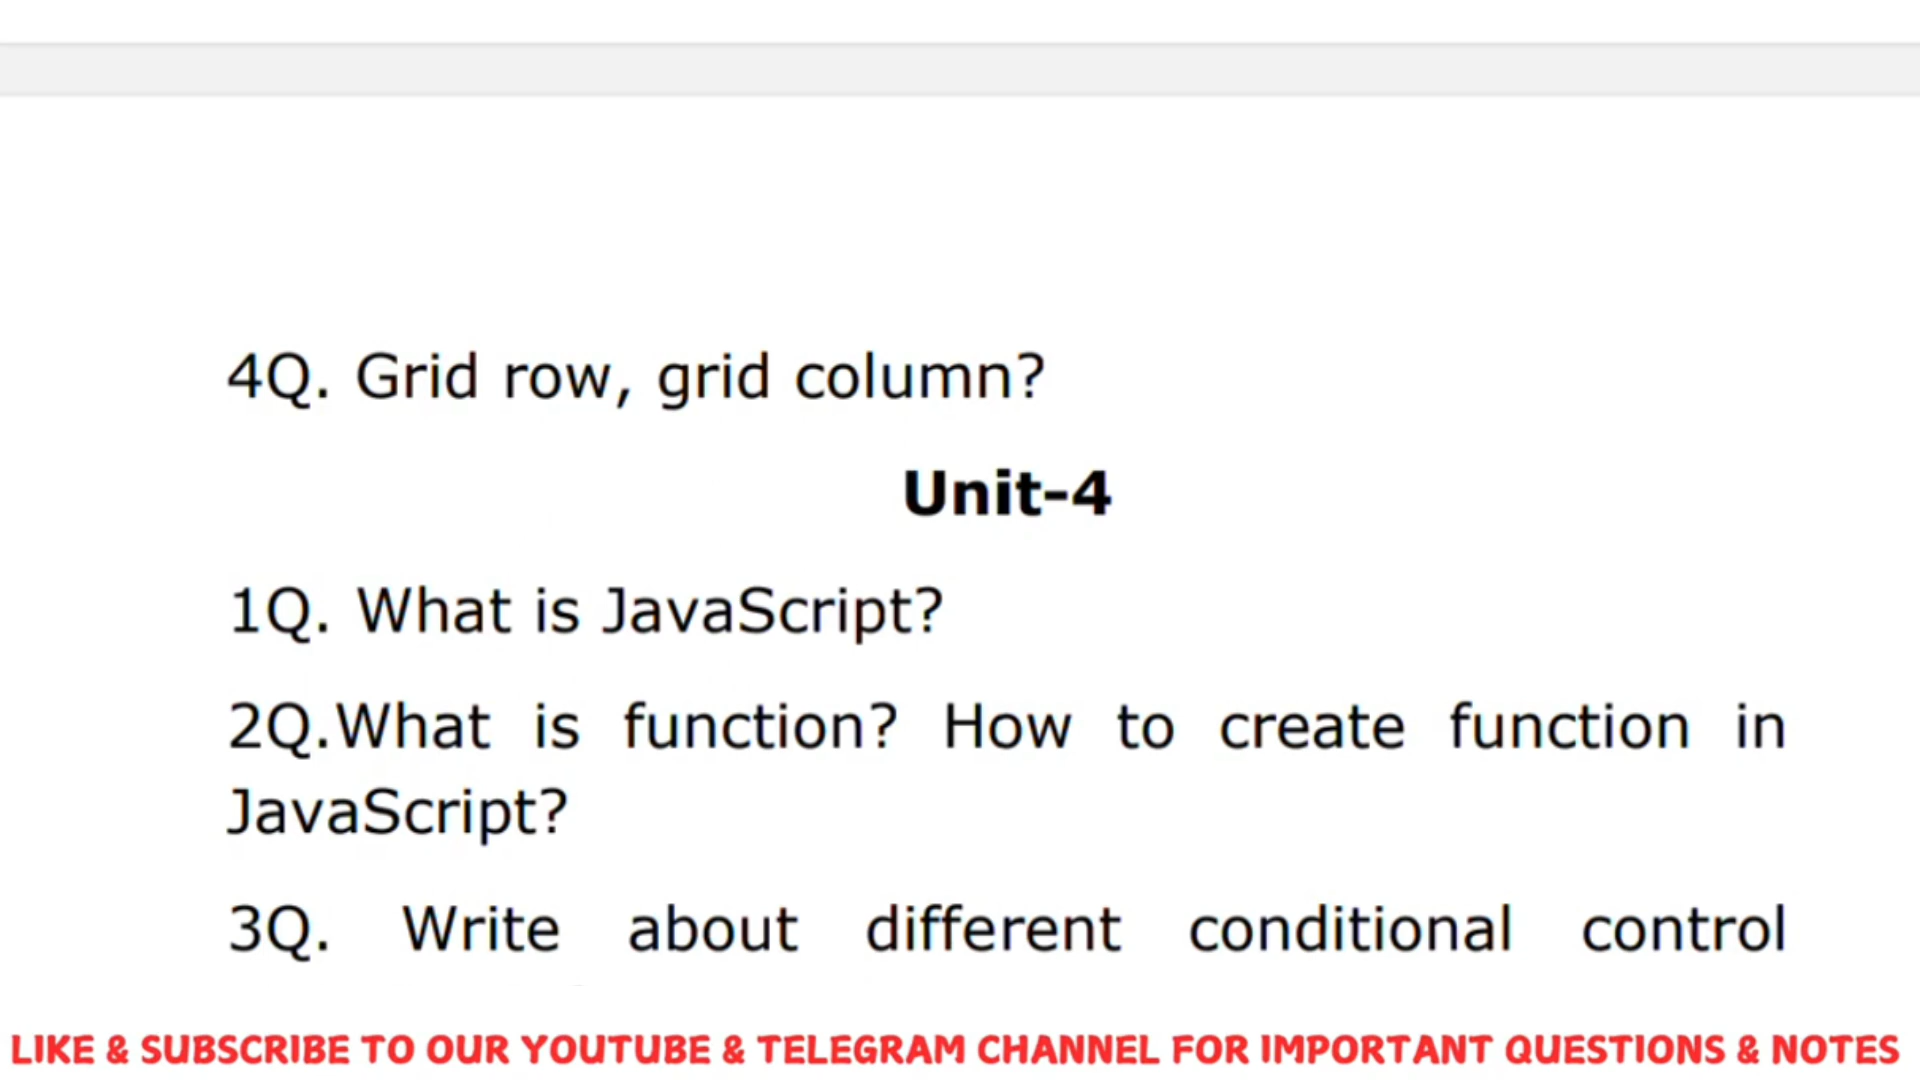 4Q. Grid row, grid column?
Unit-4
1Q. What is JavaScript?
2Q.What is function? How to create function in
JavaScript?
3Q. Write about different conditional control
LIKE & SUBSCRIBE TO OUR YOUTUBE & TELEGRAM CHANNEL FOR IMPORTANT QUESTIONS & NOTES